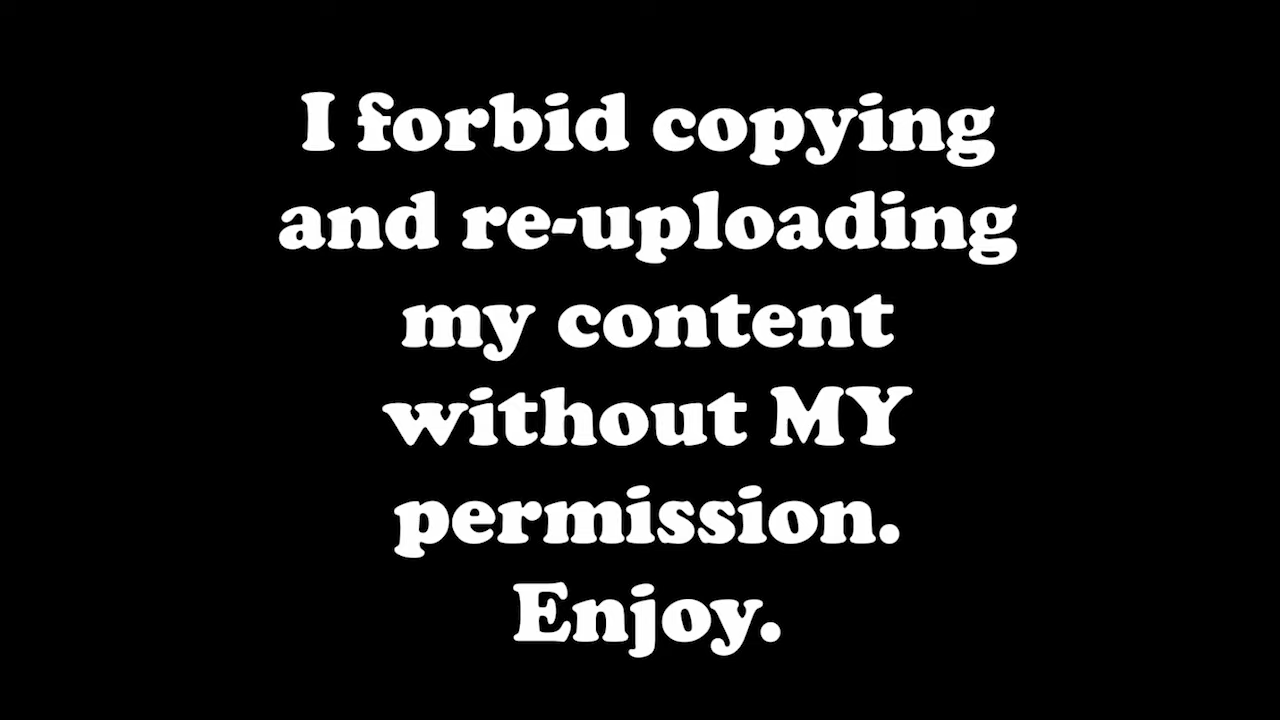 I forbid copying
and re-uploading
my content
without MY
permission.
Enjoy.